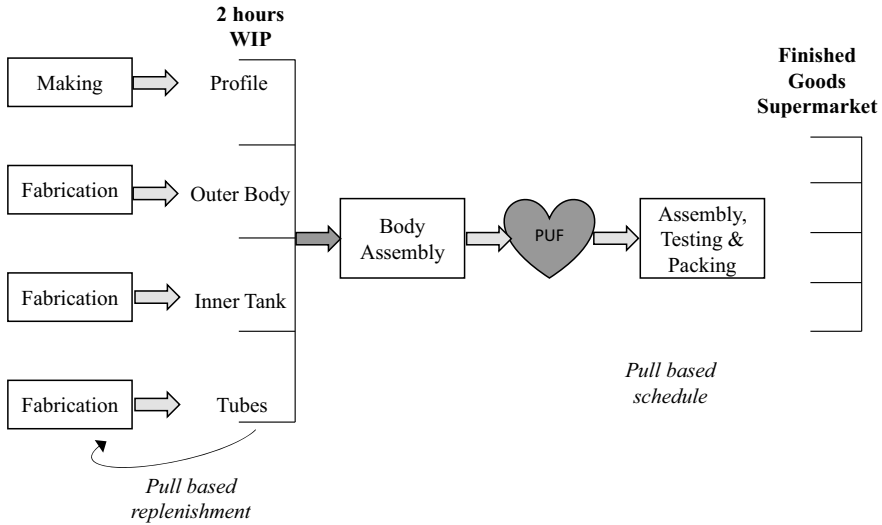 2 hours
WIP
Making
Profile
Finished
Goods
Supermarket
Fabrication
Outer Body
Body
Assembly
PUF
Assembly,
Testing &
Packing
Fabrication
Inner Tank
Fabrication
Tubes
Pull based
schedule
Pull based
replenishment